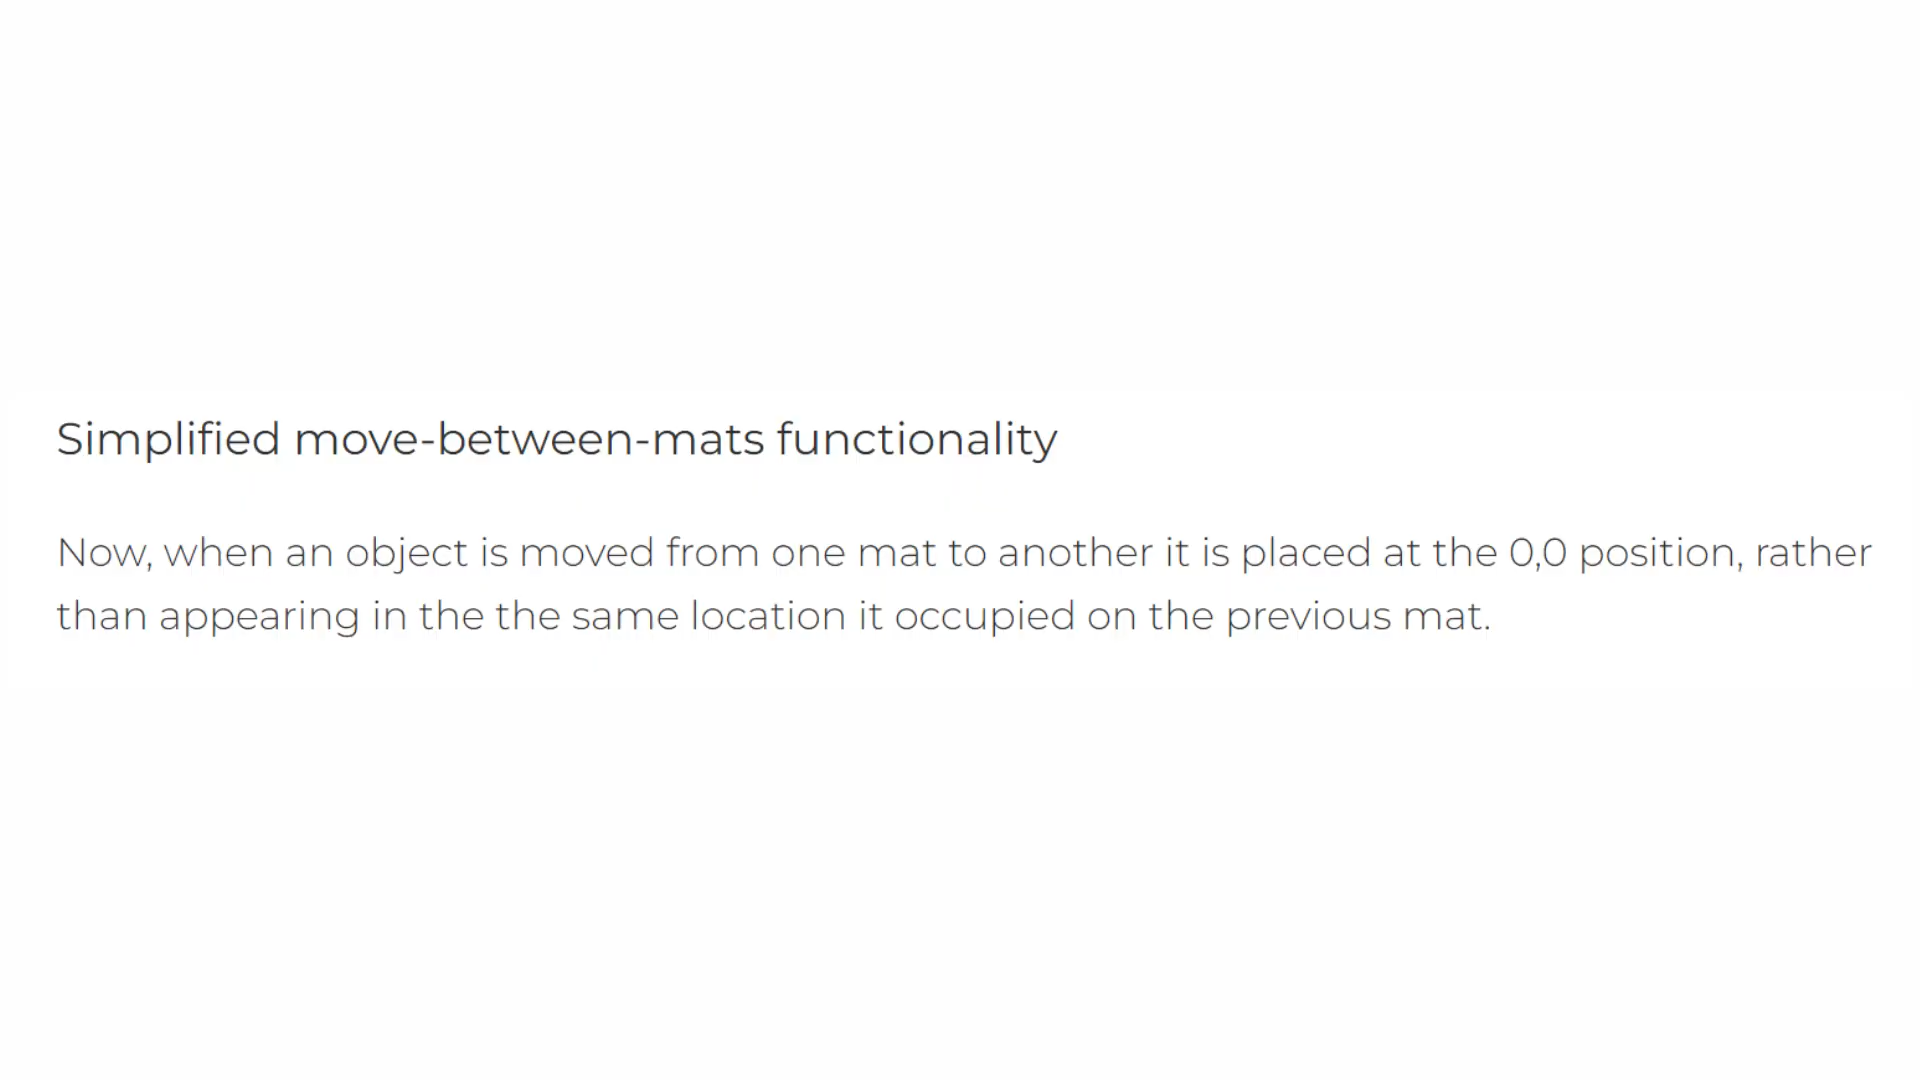 Simplified move-between-mats functionality
Now, when an object is moved from one mat to another it is placed at the 0,0 position, rather
than appearing in the the same location it occupied on the previous mat.